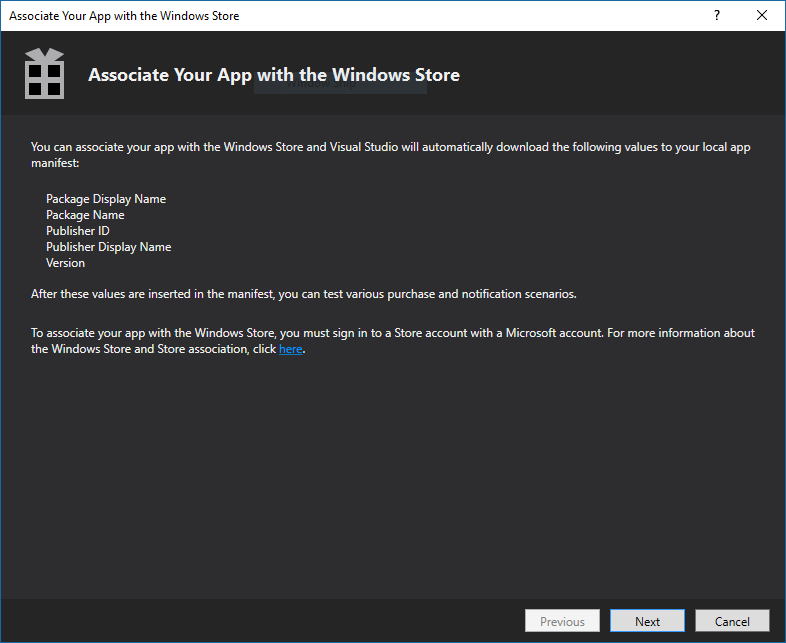 Associate Your App with the Windows Store
?
Associate Your App with the Windows Store
You can associate your app with the Windows Store and Visual Studio will automatically download the following values to your local app
manifest:
Package Display Name
Package Name
Publisher ID
Publisher Display Name
Version
After these values are inserted in the manifest, you can test various purchase and notification scenarios.
To associate your app with the Windows Store, you must sign in to a Store account with a Microsoft account. For more information about
the Windows Store and Store association, click here.
Previous
Next
Cancel